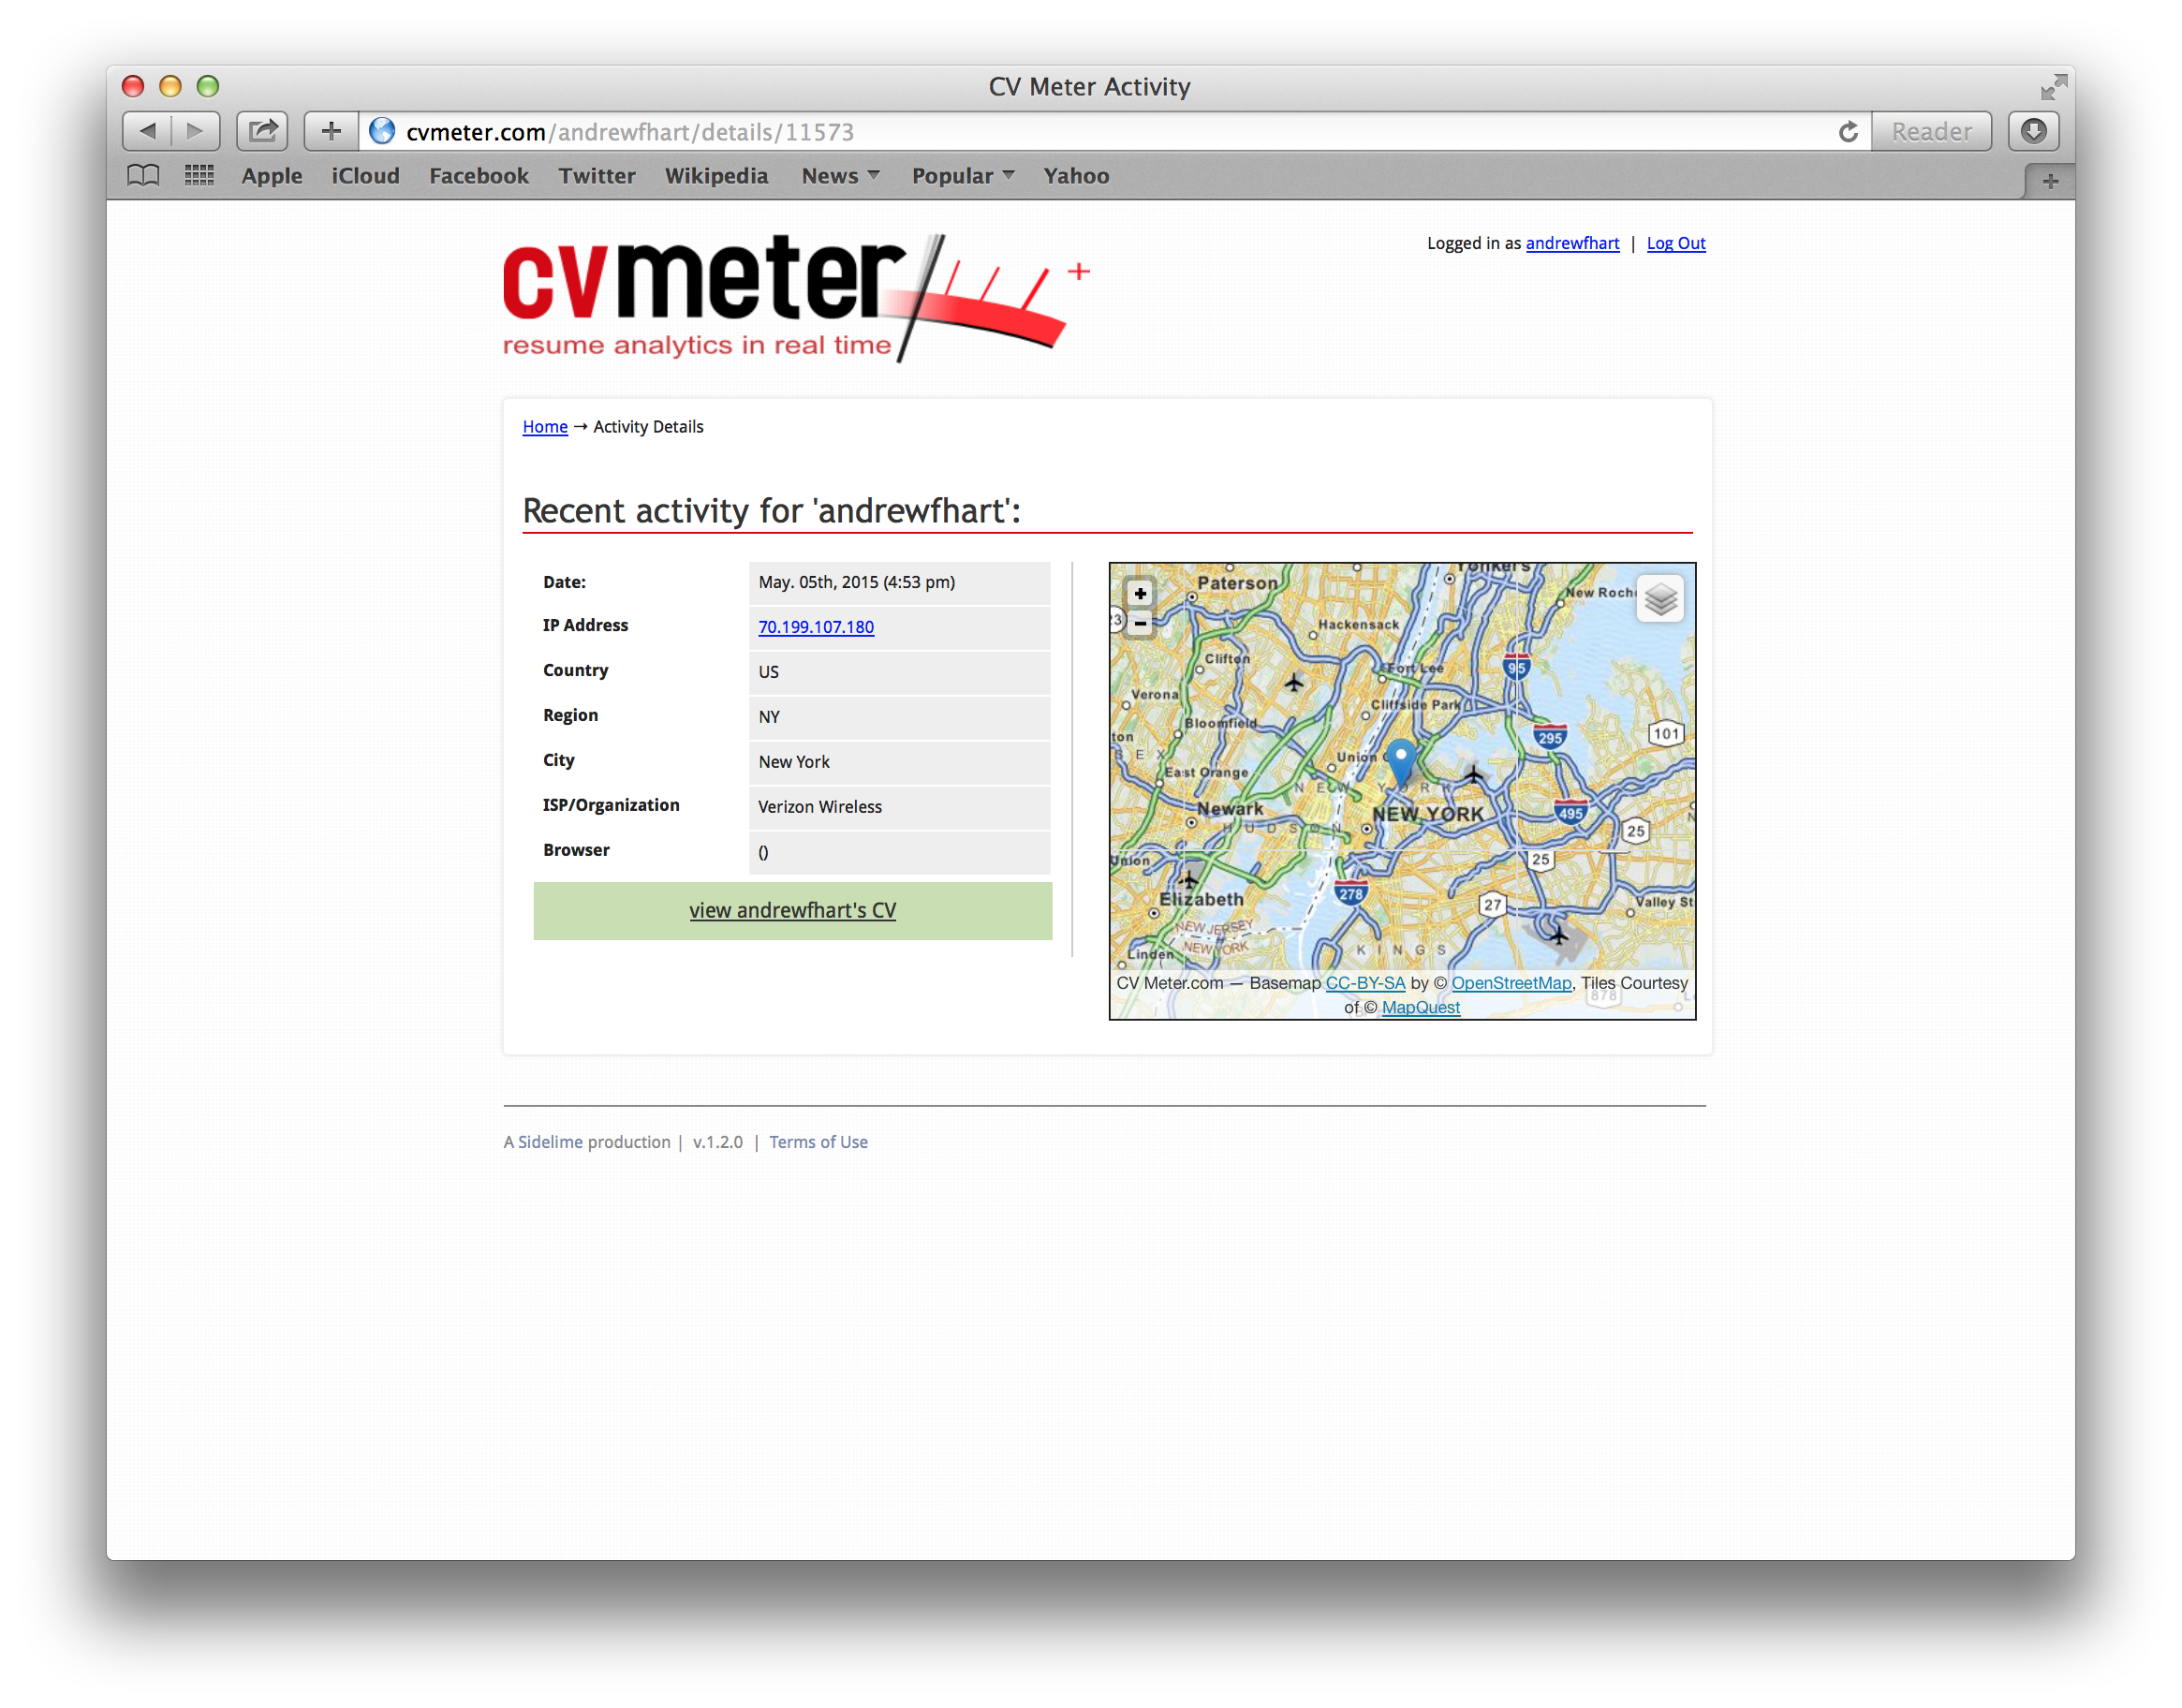 CV Meter Activity
cvmeter.com/andrewfhart/details/11573
Reader
Apple iCloud Facebook Twitter Wikipedia News Popular Yahoo
cvmeter
resume analytics in real time
Logged in as andrewfhart | Log Out
Home → Activity Details
Recent activity for 'andrewfhart':
Date: May. 05th, 2015 (4:53 pm)
IP Address 70.199.107.180
Country US
Region NY
City New York
ISP/Organization Verizon Wireless
Browser ()
view andrewfhart's CV
Yonkers
Paterson
New Roch
Hackensack
23
Clifton
Fort Lee
95
Verona
Cliffside Park
Bloomfield
295
101
ton
S E X
Union
East Orange
N E W Y O R K
Newark
NEW YORK
495
H U D S O N
25
Union
25
278
Elizabeth
27
Valley St
NEW JERSEY
NEW YORK
K I N G S
Linden
CV Meter.com — Basemap CC-BY-SA by © OpenStreetMap, Tiles Courtesy
of © MapQuest
878
A Sidelime production | v.1.2.0 | Terms of Use